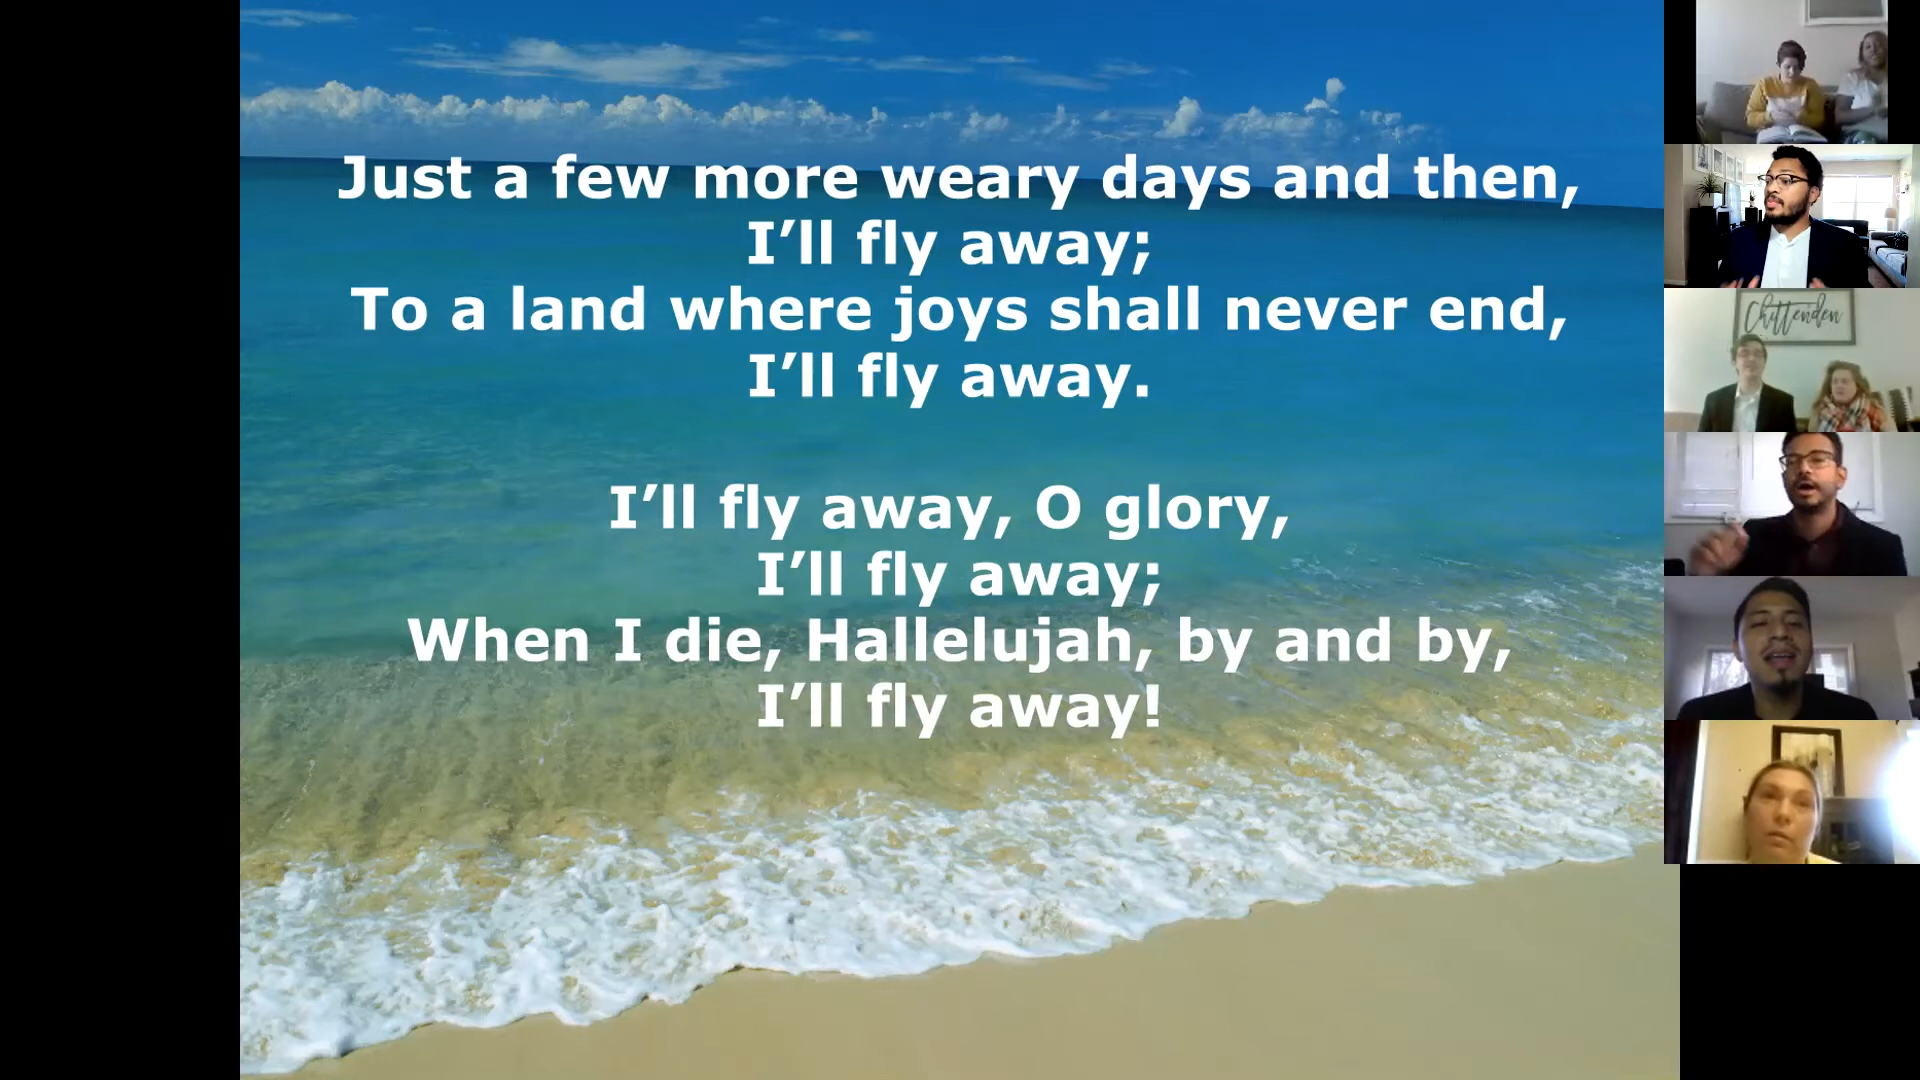 Just a few more weary days and then,
I’ll fly away;
To a land where joys shall never end,
I’ll fly away.
I’ll fly away, O glory,
I’ll fly away;
When I die, Hallelujah, by and by,
I’ll fly away!
Chittenden